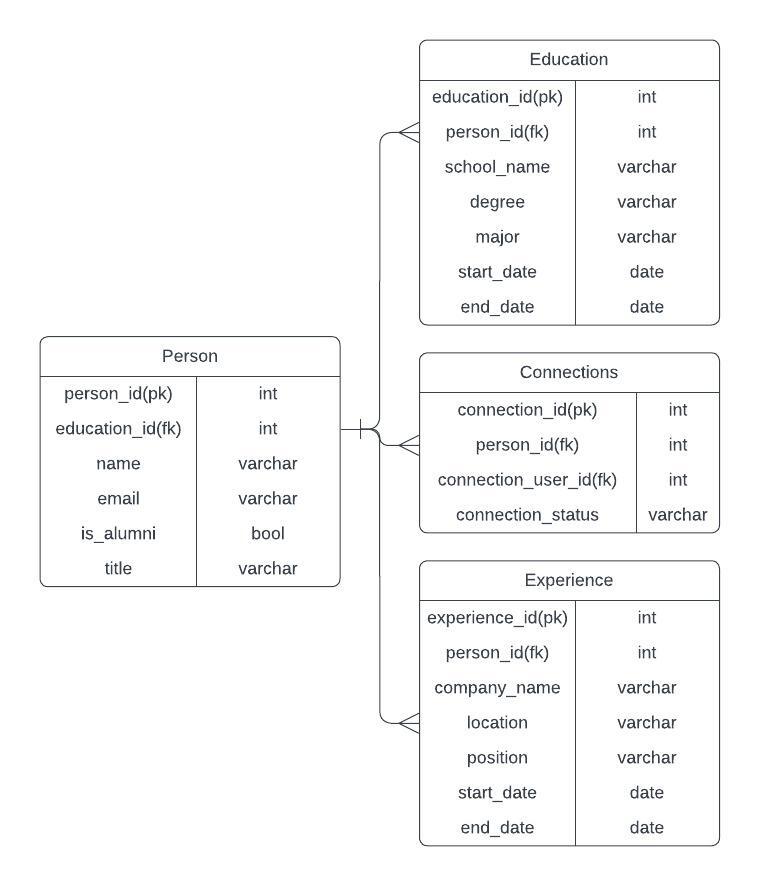 Education
education_id(pk) int
person_id(fk) int
school_name varchar
degree varchar
major varchar
start_date date
end_date date
Person
person_id(pk) int
education_id(fk) int
name varchar
email varchar
is_alumni bool
title varchar
Connections
connection_id(pk) int
person_id(fk) int
connection_user_id(fk) int
connection_status varchar
Experience
experience_id(pk) int
person_id(fk) int
company_name varchar
location varchar
position varchar
start_date date
end_date date